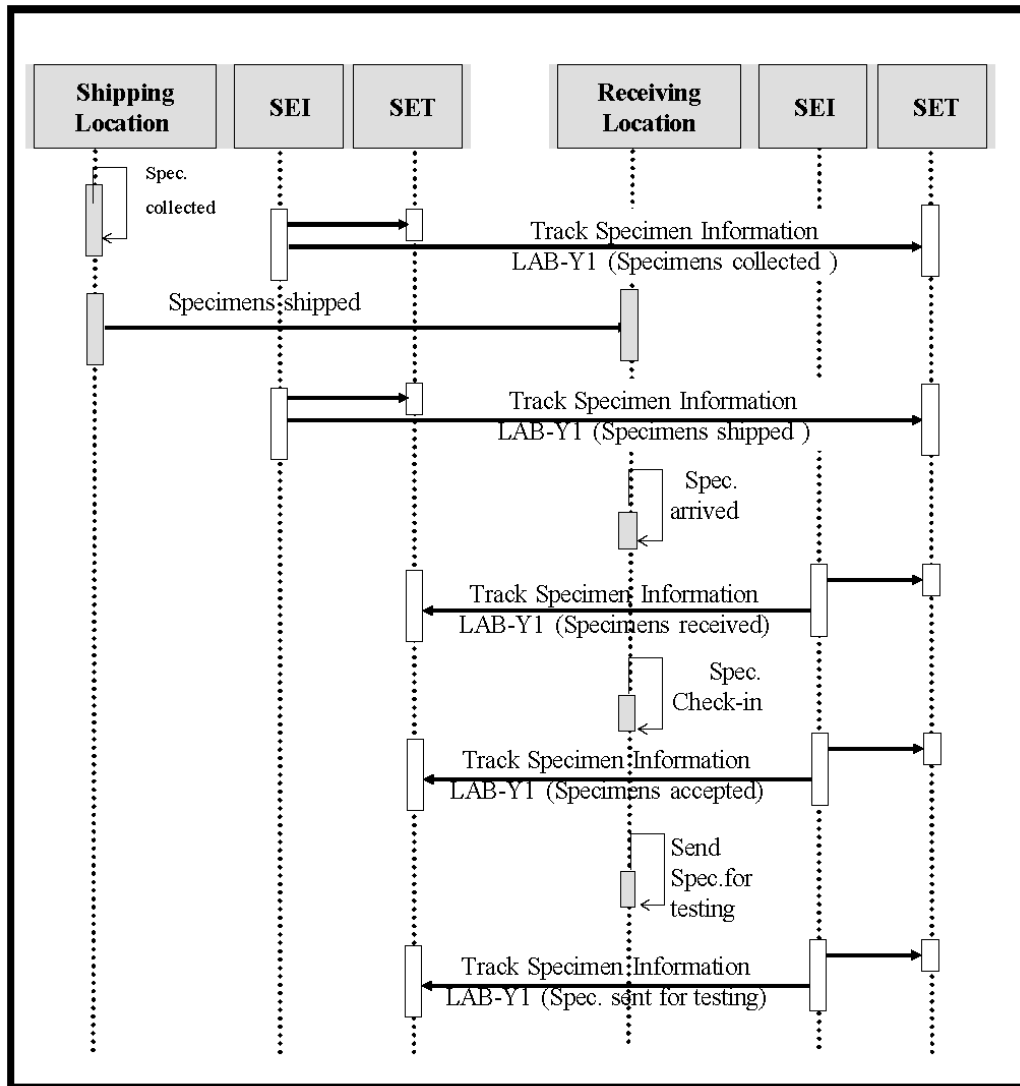 Shipping
Location
SEI
SET
Receiving
Location
SEI
SET
Spec.
collected
Track Specimen Information
LAB-Y1 (Specimens collected )
Specimens shipped
Track Specimen Information
LAB-Y1 (Specimens shipped )
Spec.
arrived
Track Specimen Information
LAB-Y1 (Specimens received)
Spec.
Check-in
Track Specimen Information
LAB-Y1 (Specimens accepted)
Send
Spec.for
testing
Track Specimen Information
LAB-Y1 (Spec. sent for testing)